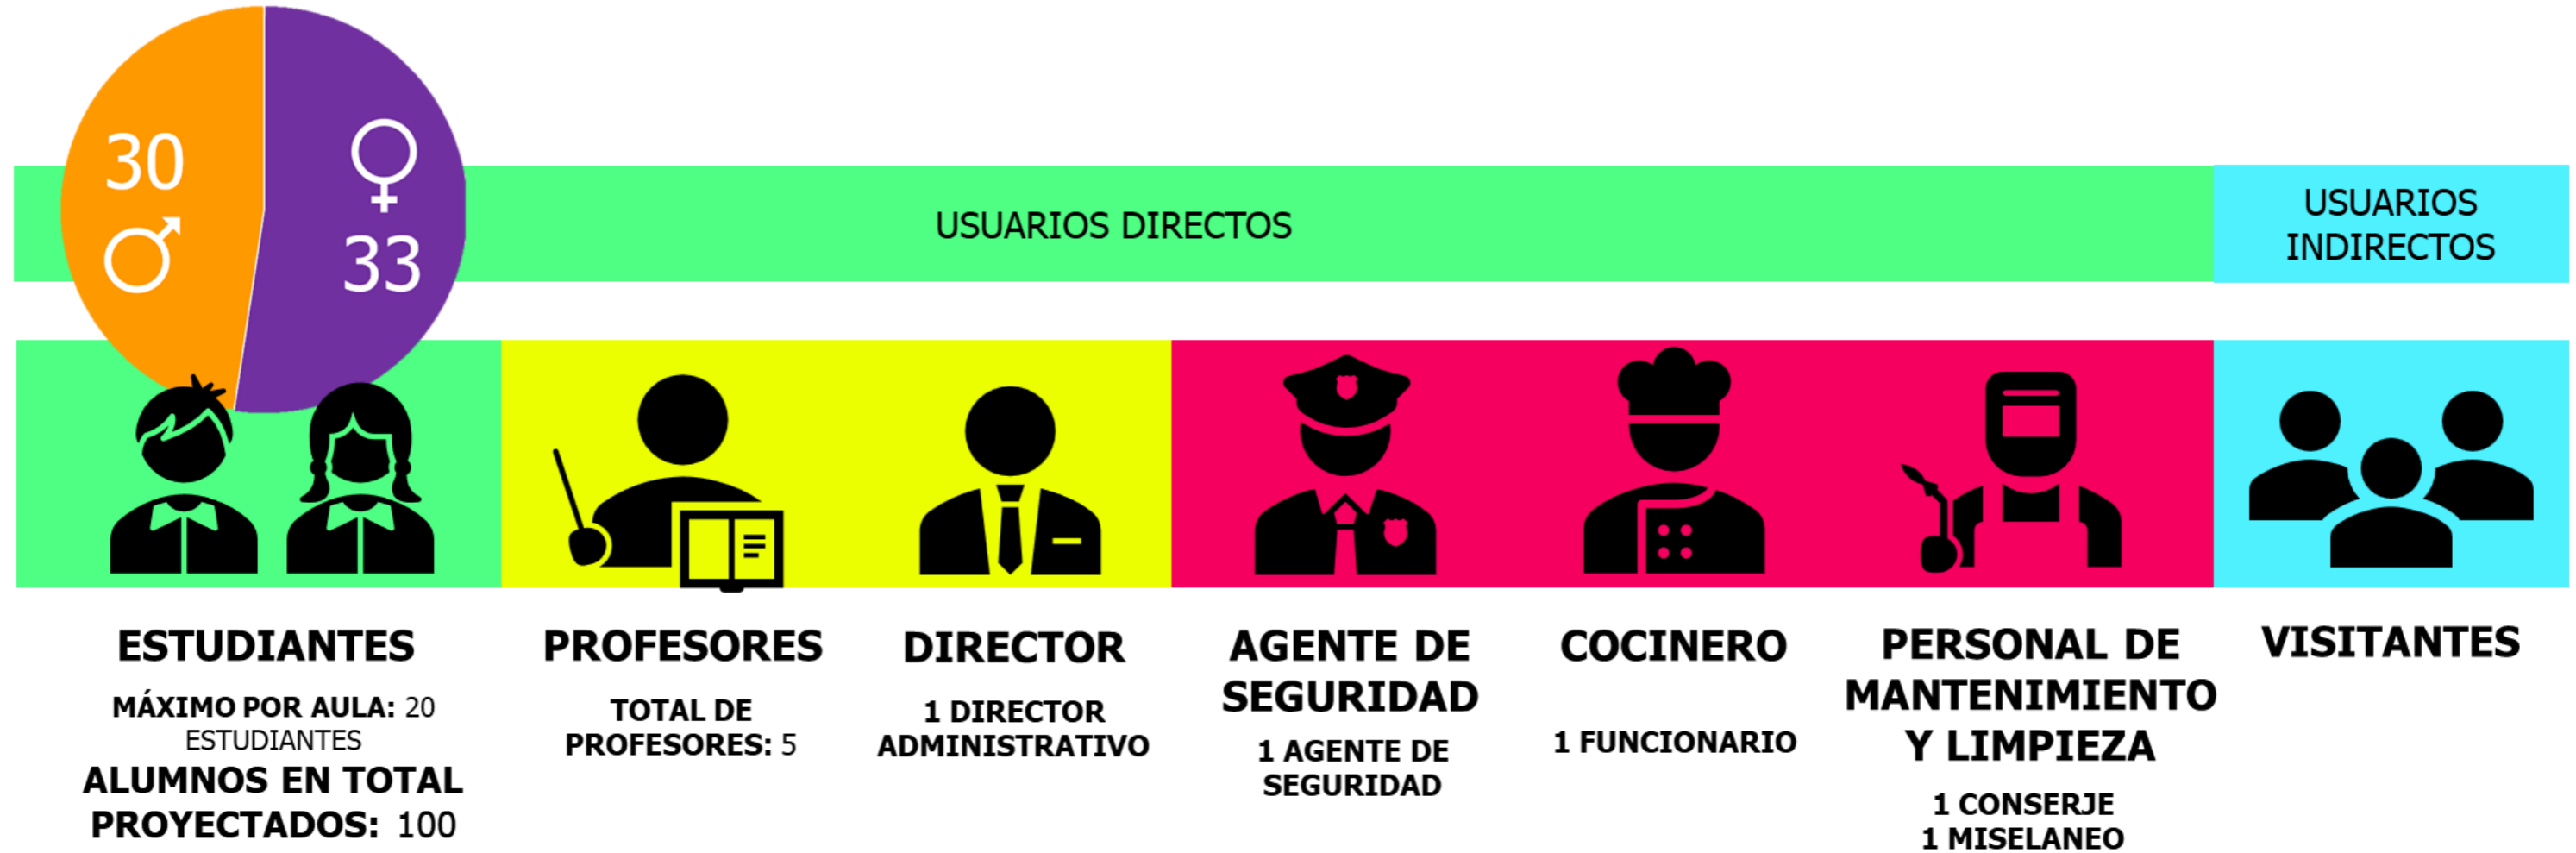 30
♂
♀
33
USUARIOS DIRECTOS
USUARIOS
INDIRECTOS
ESTUDIANTES
MÁXIMO POR AULA: 20
ESTUDIANTES
ALUMNOS EN TOTAL
PROYECTADOS: 100
PROFESORES
TOTAL DE
PROFESORES: 5
DIRECTOR
1 DIRECTOR
ADMINISTRATIVO
AGENTE DE
SEGURIDAD
1 AGENTE DE
SEGURIDAD
COCINERO
1 FUNCIONARIO
PERSONAL DE
MANTENIMIENTO
Y LIMPIEZA
1 CONSERJE
1 MISELANEO
VISITANTES